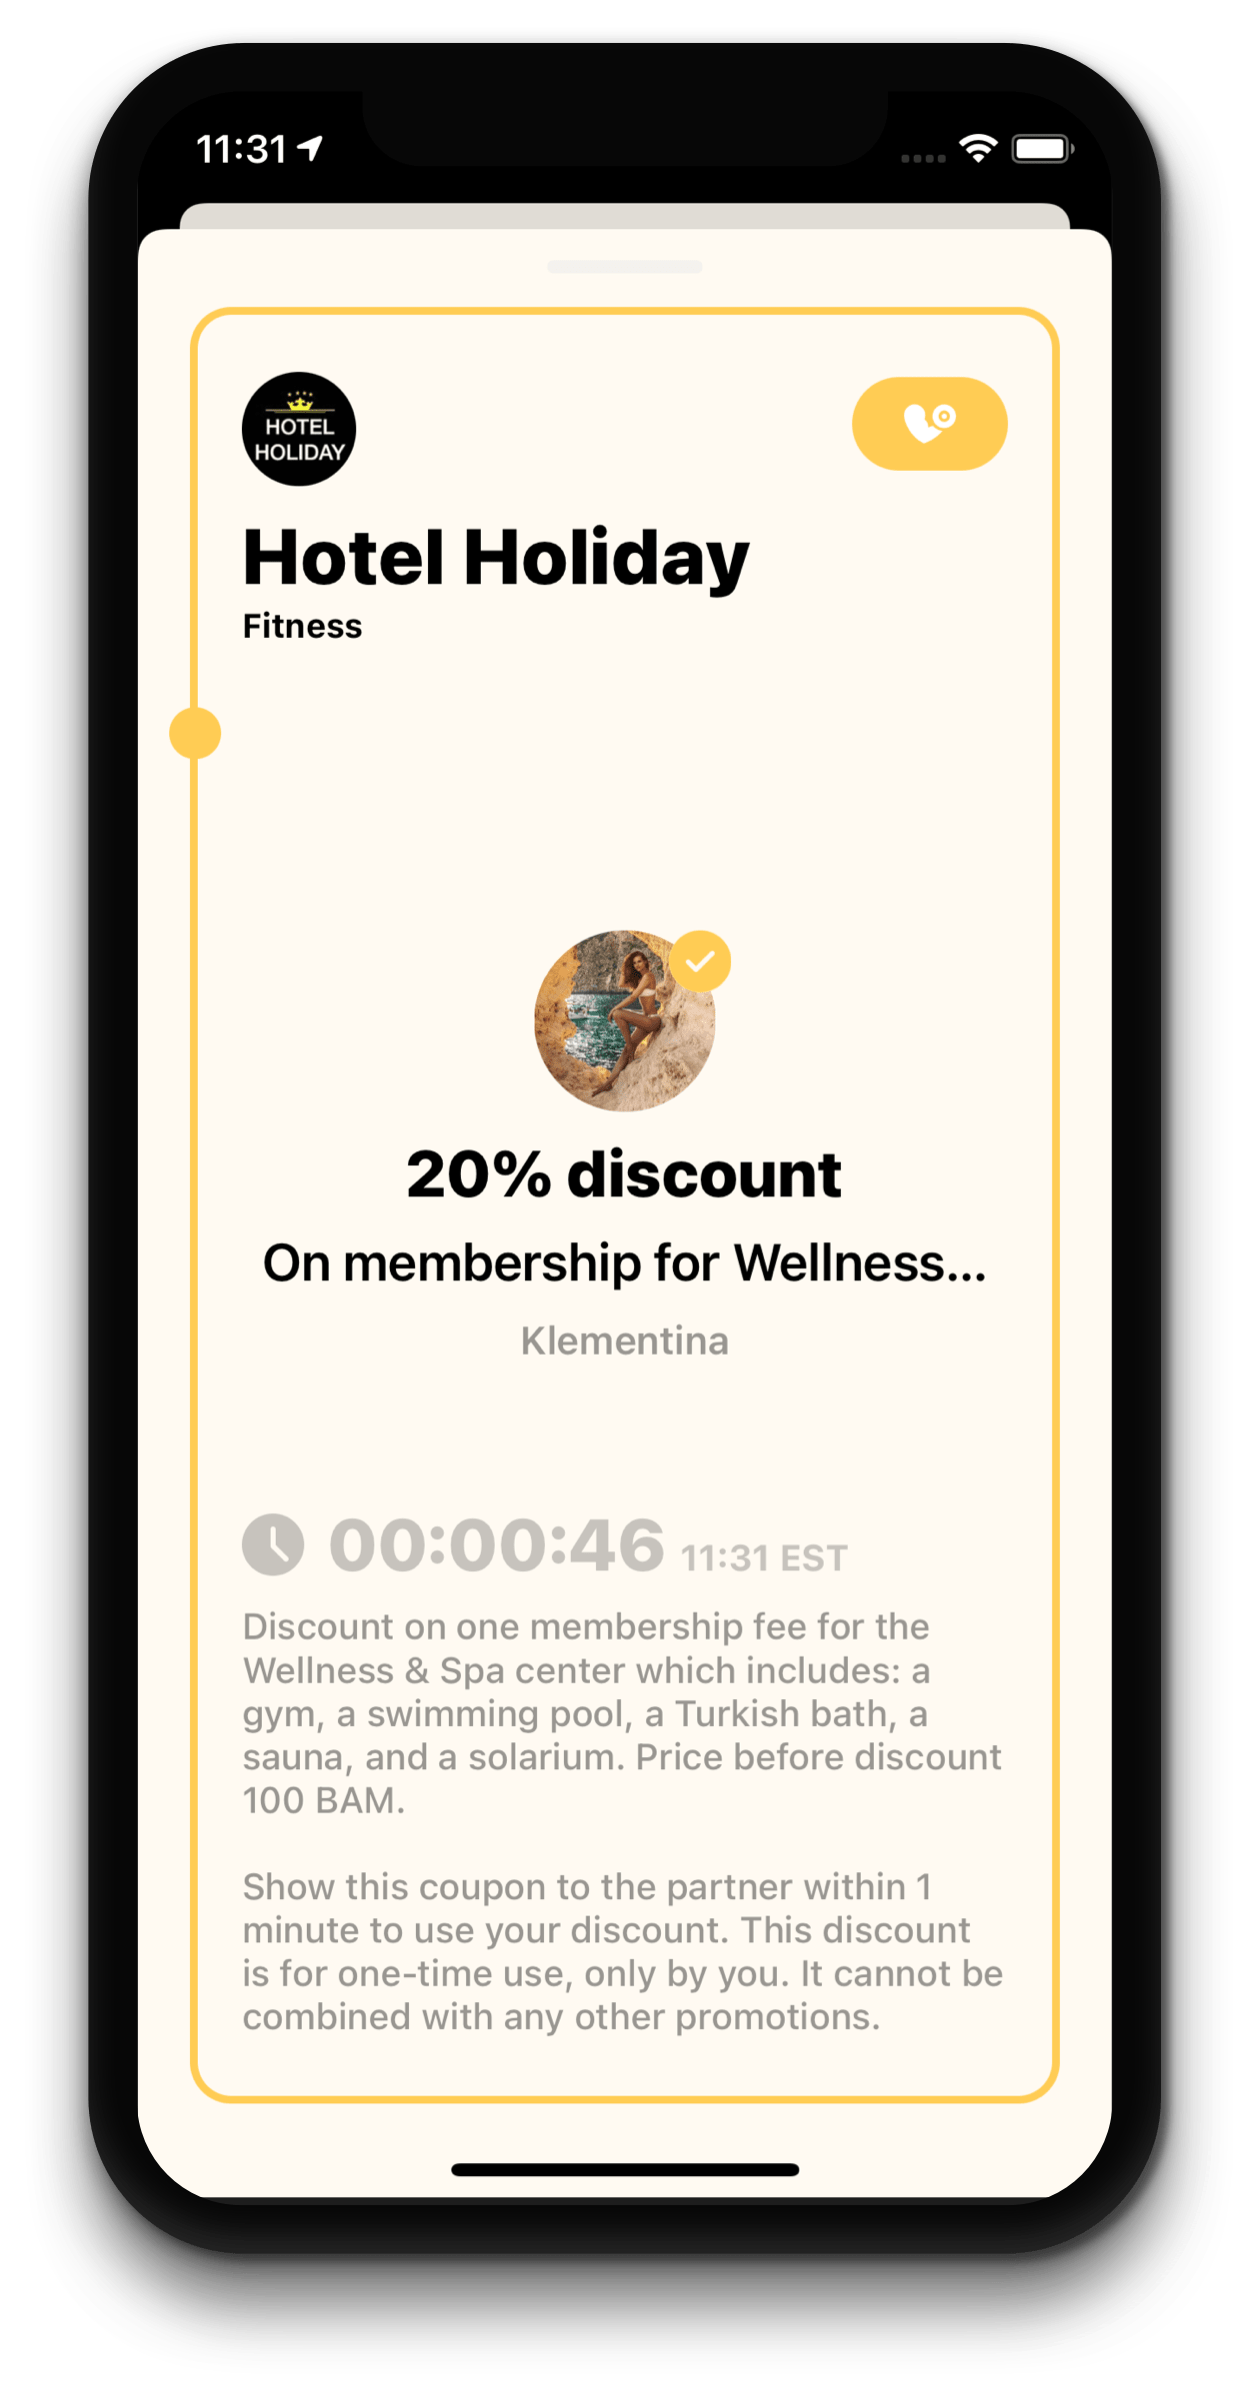 11:31
HOTEL
HOLIDAY
Hotel Holiday
Fitness
20% discount
On membership for Wellness...
Klementina
00:00:46 11:31 EST
Discount on one membership fee for the
Wellness & Spa center which includes: a
gym, a swimming pool, a Turkish bath, a
sauna, and a solarium. Price before discount
100 BAM.
Show this coupon to the partner within 1
minute to use your discount. This discount
is for one-time use, only by you. It cannot be
combined with any other promotions.